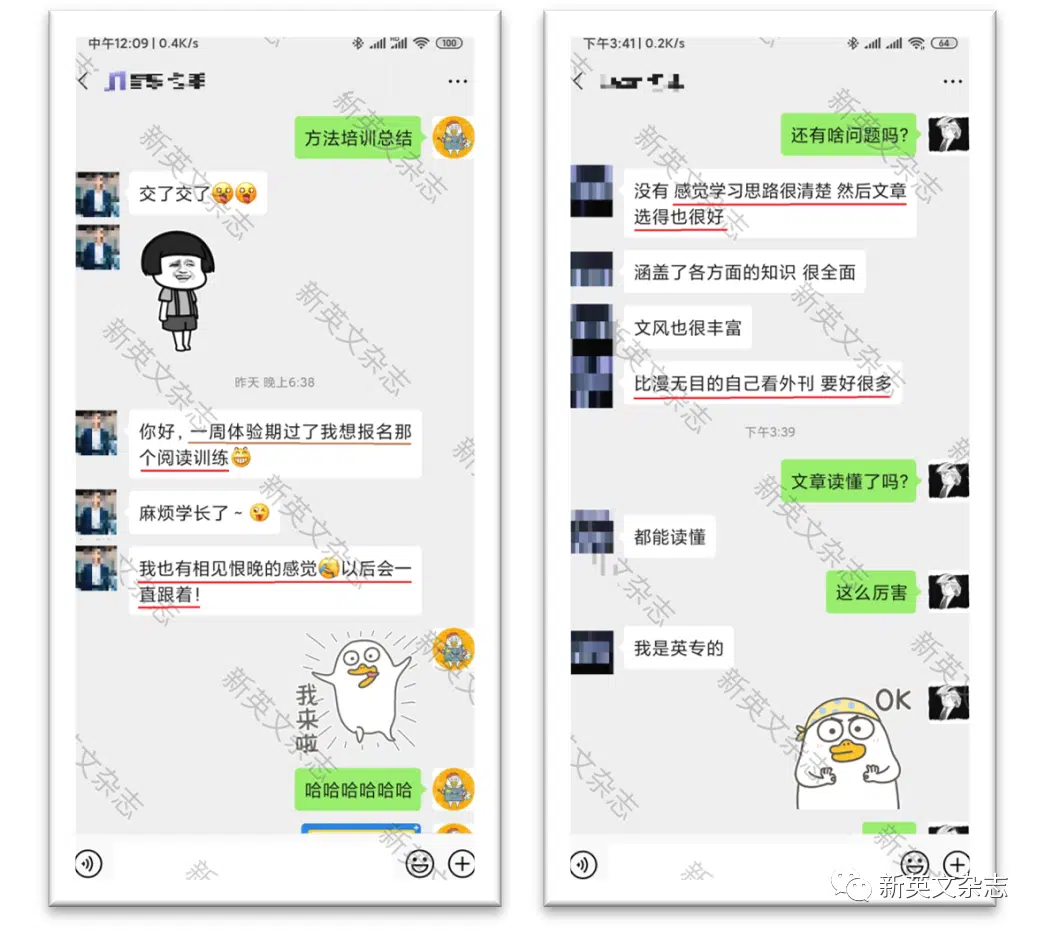 中午12:09 | 0.4K/s
100
方法培训总结
交了交了
昨天 晚上6:38
你好，一周体验期过了我想报名那
个阅读训练
麻烦学长了~
我也有相见恨晚的感觉以后会一
直跟着！
我来啦
哈哈哈哈哈哈
下午3:41 | 0.2K/s
64
还有啥问题吗?
没有 感觉学习思路很清楚 然后文章
选得也很好
涵盖了各方面的知识 很全面
文风也很丰富
比漫无目的自己看外刊 要好很多
下午3:39
文章读懂了吗?
都能读懂
这么厉害
我是英专的
OK
新英文杂志